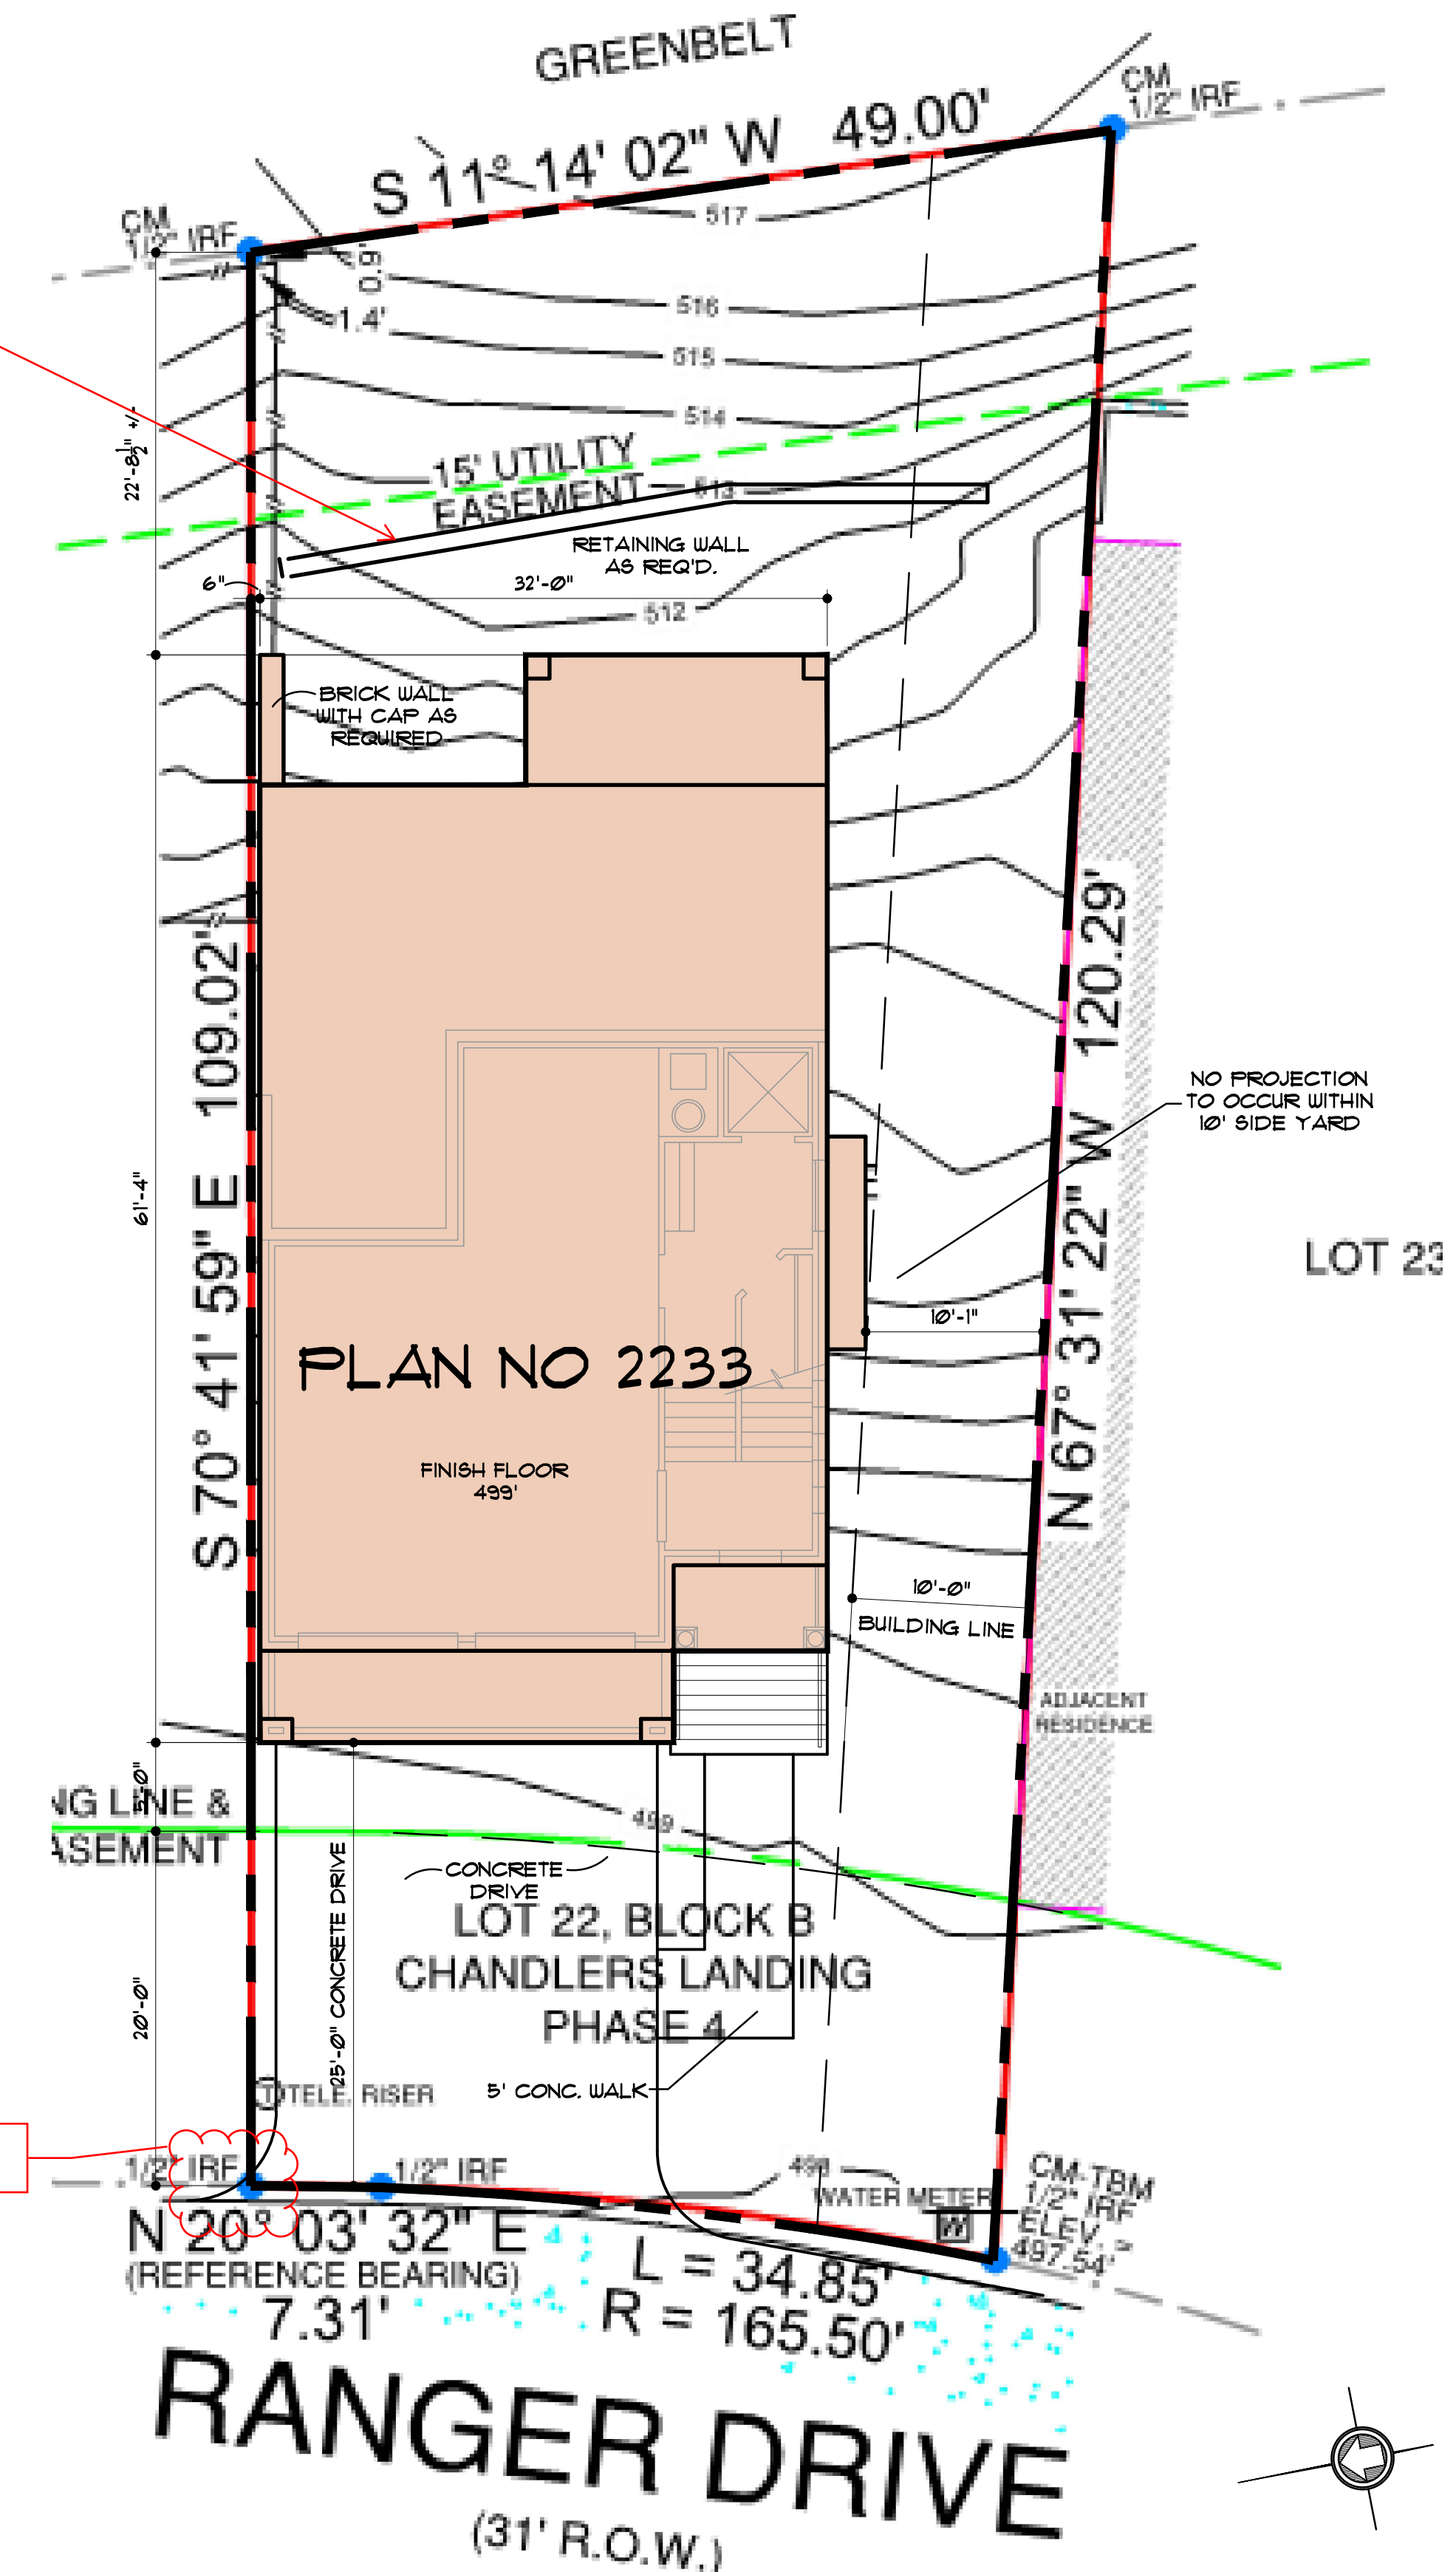 GREENBELT
CM
1/2" IRF
S 11° 14' 02" W 49.00'
CM
1/2" IRF
517
0.9'
1.4'
516
515
514
22'-8½" +/-
15' UTILITY
EASEMENT
513
RETAINING WALL
AS REQ'D.
6"
32'-0"
512
BRICK WALL
WITH CAP AS
REQUIRED
S 70° 41' 59" E 109.02'
N 67° 31' 22" W 120.29'
NO PROJECTION
TO OCCUR WITHIN
10' SIDE YARD
61'-4"
LOT 23
10'-1"
PLAN NO 2233
FINISH FLOOR
499'
10'-0"
BUILDING LINE
ADJACENT
RESIDENCE
5'-0"
NG LINE &
ASEMENT
499
CONCRETE
DRIVE
25'-0" CONCRETE DRIVE
LOT 22, BLOCK B
CHANDLERS LANDING
PHASE 4
20'-0"
5' CONC. WALK
T TELE. RISER
1/2" IRF
1/2" IRF
498
WATER METER
CM-TBM
1/2" IRF
ELEV. =
497.54'
N 20° 03' 32" E
(REFERENCE BEARING)
7.31'
L = 34.85'
R = 165.50'
RANGER DRIVE
(31' R.O.W.)